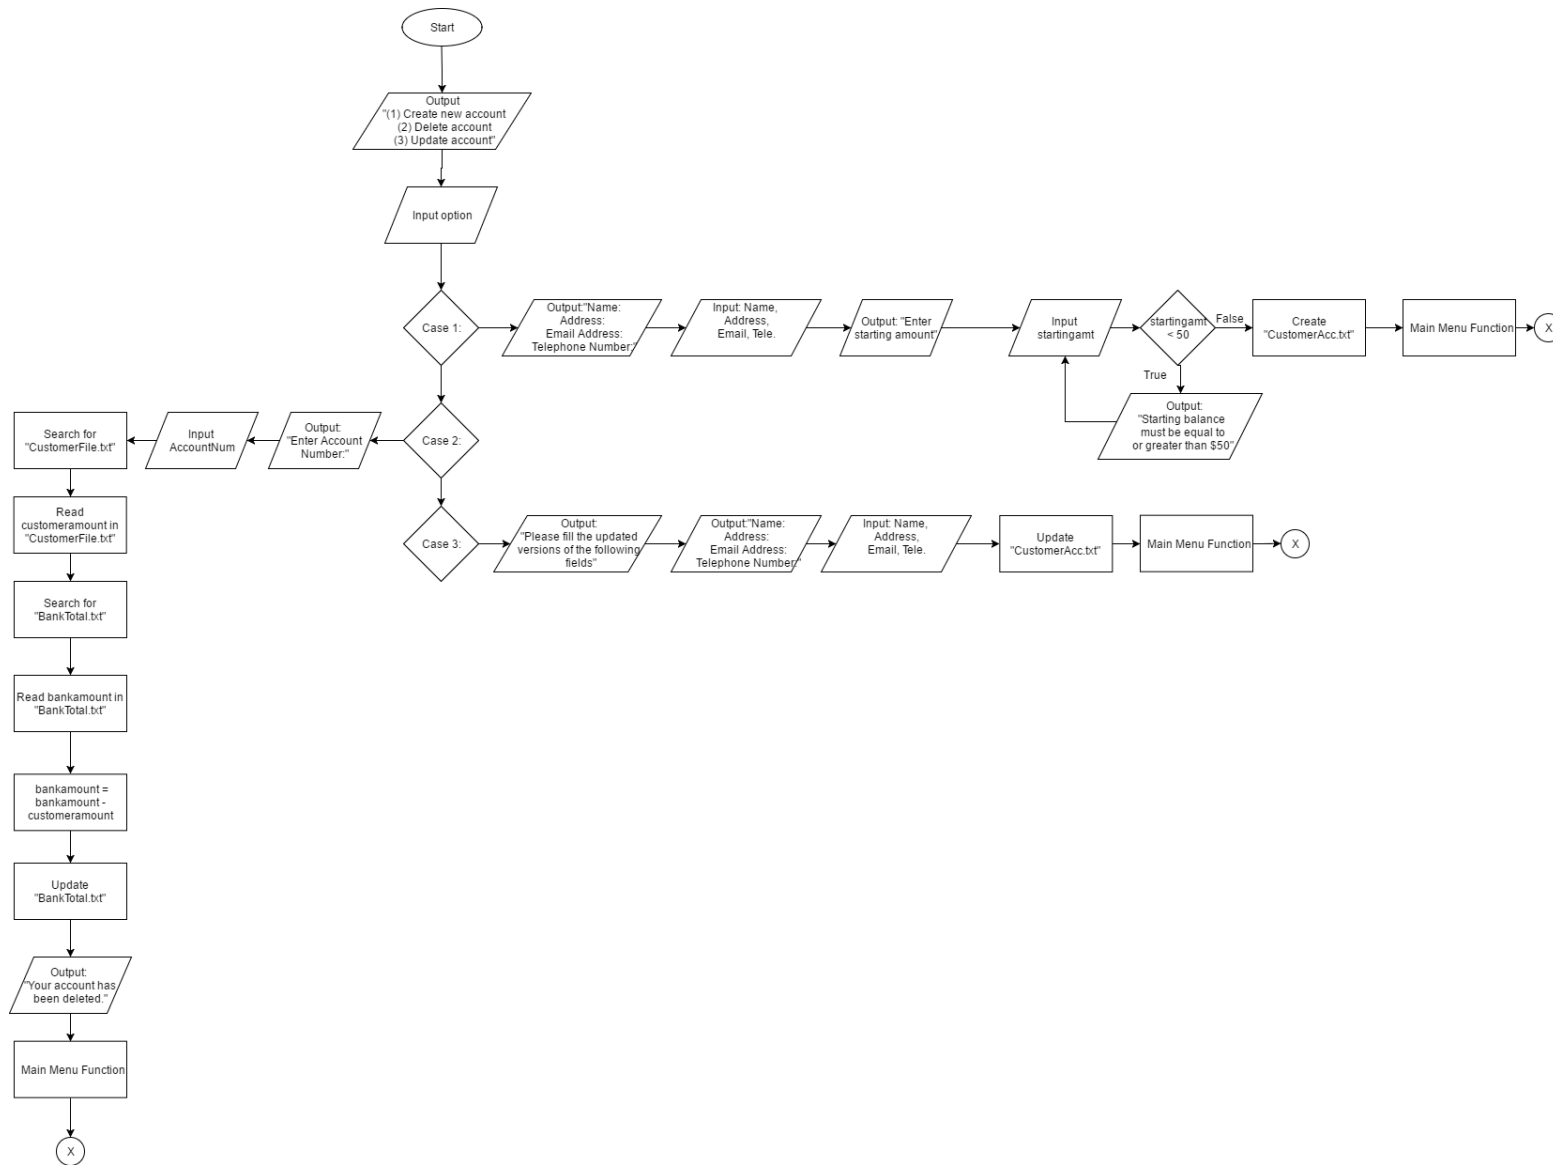 Start
Output
"(1) Create new account
(2) Delete account
(3) Update account"
Input option
Case 1:
Output:"Name:
Address:
Email Address:
Telephone Number:"
Input: Name,
Address,
Email, Tele.
Output: "Enter
starting amount"
Input
startingamt
startingamt
< 50
False
Create
"CustomerAcc.txt"
Main Menu Function
X
True
Output:
"Starting balance
must be equal to
or greater than $50"
Case 2:
Output:
"Enter Account
Number:"
Input
AccountNum
Search for
"CustomerFile.txt"
Read
customeramount in
"CustomerFile.txt"
Search for
"BankTotal.txt"
Read bankamount in
"BankTotal.txt"
bankamount =
bankamount -
customeramount
Update
"BankTotal.txt"
Output:
"Your account has
been deleted."
Main Menu Function
X
Case 3:
Output:
"Please fill the updated
versions of the following
fields"
Output:"Name:
Address:
Email Address:
Telephone Number:"
Input: Name,
Address,
Email, Tele.
Update
"CustomerAcc.txt"
Main Menu Function
X